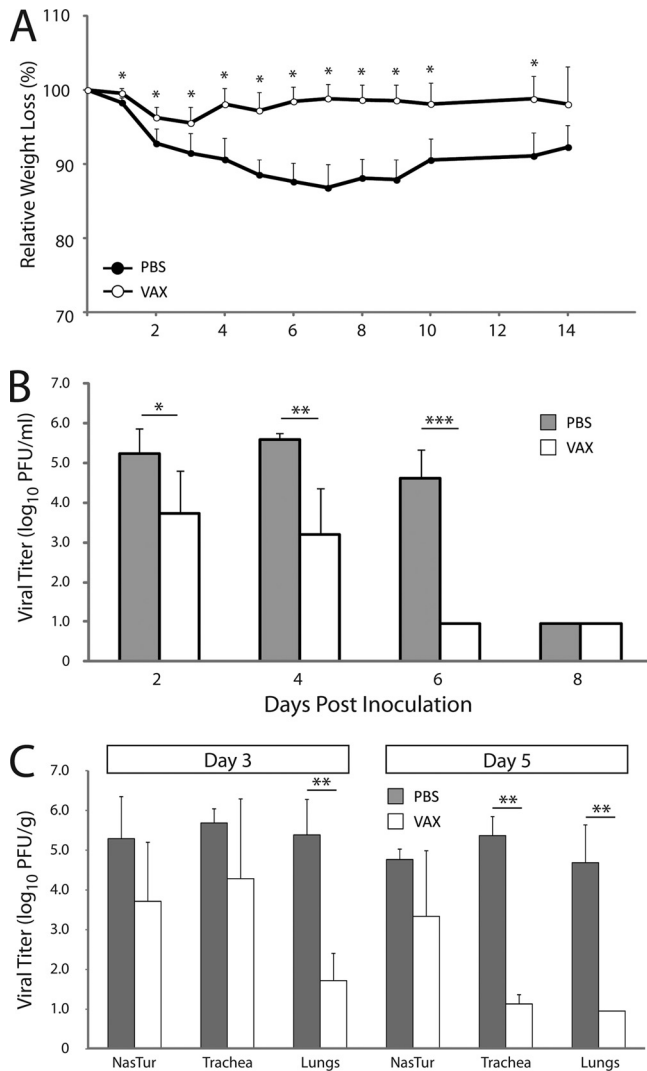 A
Relative Weight Loss (%)
110
100
90
80
70
* * * * * * * * * * *
PBS
VAX
2 4 6 8 10 12 14
B
Viral Titer (log10 PFU/ml)
7.0
6.0
5.0
4.0
3.0
2.0
1.0
0
* ** ***
PBS
VAX
2 4 6 8
Days Post Inoculation
C
Day 3 Day 5
Viral Titer (log10 PFU/g)
7.0
6.0
5.0
4.0
3.0
2.0
1.0
0
** ** **
PBS
VAX
NasTur Trachea Lungs NasTur Trachea Lungs